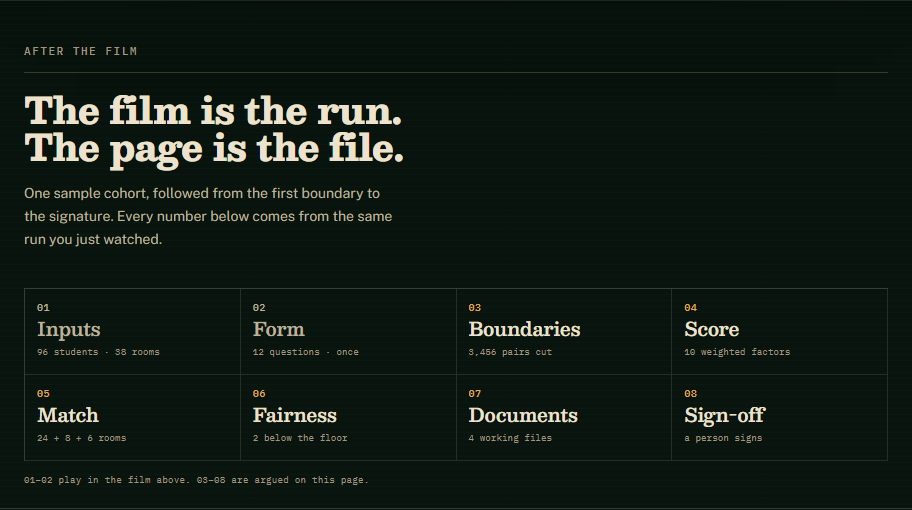 AFTER THE FILM
The film is the run.
The page is the file.
One sample cohort, followed from the first boundary to
the signature. Every number below comes from the same
run you just watched.
01
Inputs
96 students · 38 rooms
02
Form
12 questions · once
03
Boundaries
3,456 pairs cut
04
Score
10 weighted factors
05
Match
24 + 8 + 6 rooms
06
Fairness
2 below the floor
07
Documents
4 working files
08
Sign-off
a person signs
01–02 play in the film above. 03–08 are argued on this page.